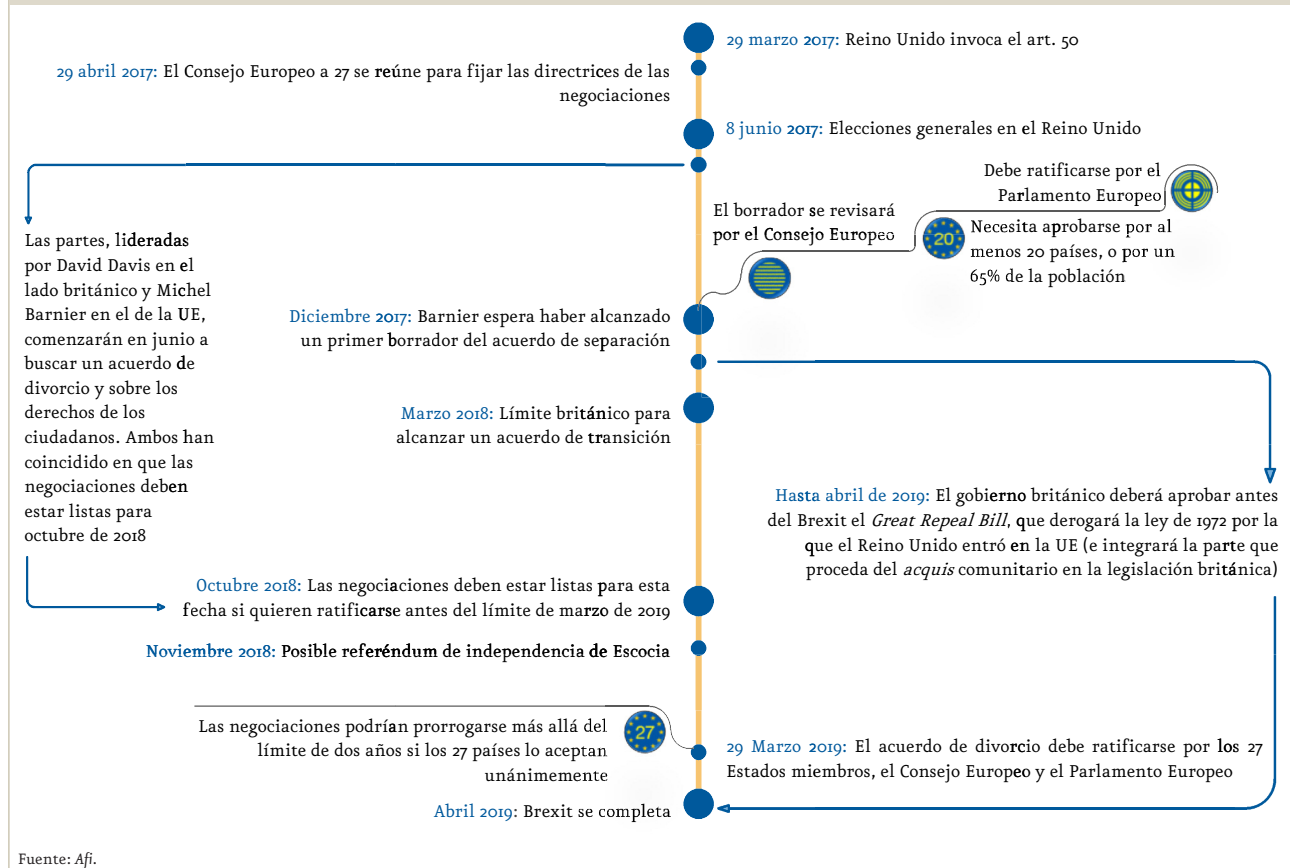 29 marzo 2017: Reino Unido invoca el art. 50
29 abril 2017: El Consejo Europeo a 27 se reúne para fijar las directrices de las
negociaciones
8 junio 2017: Elecciones generales en el Reino Unido
Debe ratificarse por el
Parlamento Europeo
El borrador se revisará
por el Consejo Europeo
20
Necesita aprobarse por al
menos 20 países, o por un
65% de la población
Las partes, lideradas
por David Davis en el
lado británico y Michel
Barnier en el de la UE,
comenzarán en junio a
buscar un acuerdo de
divorcio y sobre los
derechos de los
ciudadanos. Ambos han
coincidido en que las
negociaciones deben
estar listas para
octubre de 2018
Diciembre 2017: Barnier espera haber alcanzado
un primer borrador del acuerdo de separación
Marzo 2018: Límite británico para
alcanzar un acuerdo de transición
Hasta abril de 2019: El gobierno británico deberá aprobar antes
del Brexit el Great Repeal Bill, que derogará la ley de 1972 por la
que el Reino Unido entró en la UE (e integrará la parte que
proceda del acquis comunitario en la legislación británica)
Octubre 2018: Las negociaciones deben estar listas para esta
fecha si quieren ratificarse antes del límite de marzo de 2019
Noviembre 2018: Posible referéndum de independencia de Escocia
Las negociaciones podrían prorrogarse más allá del
límite de dos años si los 27 países lo aceptan
unánimemente
27
29 Marzo 2019: El acuerdo de divorcio debe ratificarse por los 27
Estados miembros, el Consejo Europeo y el Parlamento Europeo
Abril 2019: Brexit se completa
Fuente: Afi.